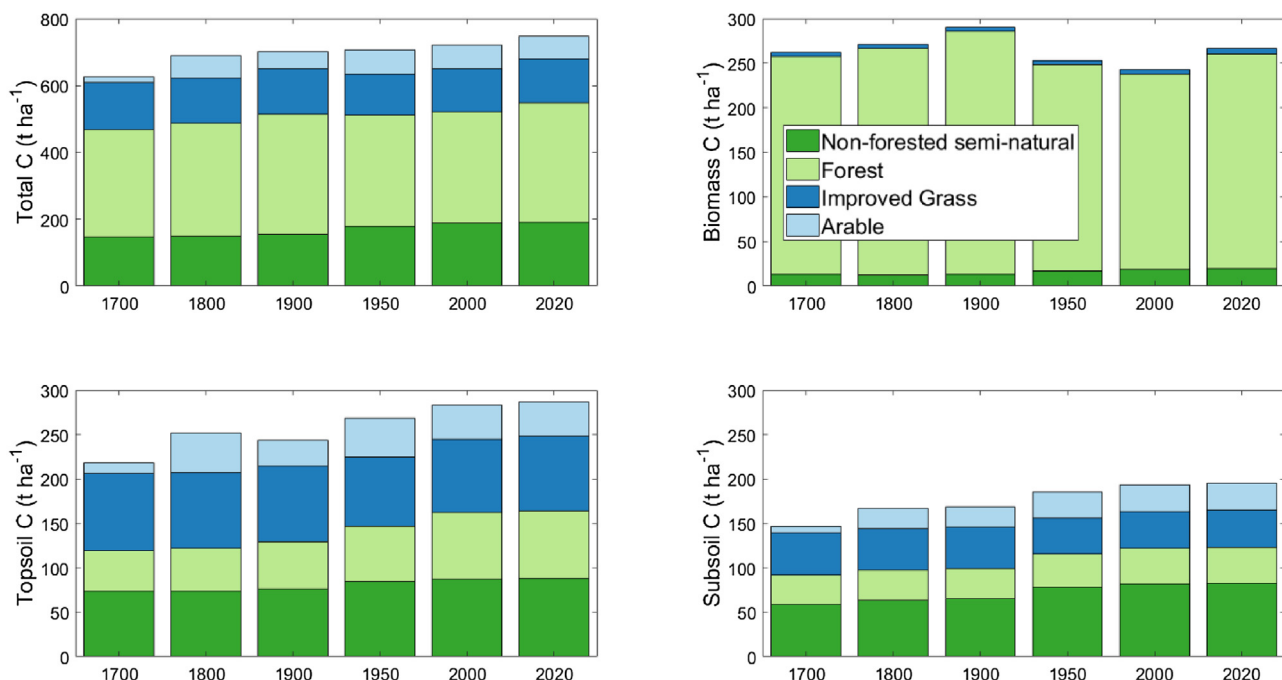 Total C (t ha-1)
800
600
400
200
0
1700 1800 1900 1950 2000 2020
Biomass C (t ha-1)
300
250
200
150
100
50
0
Non-forested semi-natural
Forest
Improved Grass
Arable
1700 1800 1900 1950 2000 2020
Topsoil C (t ha-1)
300
250
200
150
100
50
0
1700 1800 1900 1950 2000 2020
Subsoil C (t ha-1)
300
250
200
150
100
50
0
1700 1800 1900 1950 2000 2020